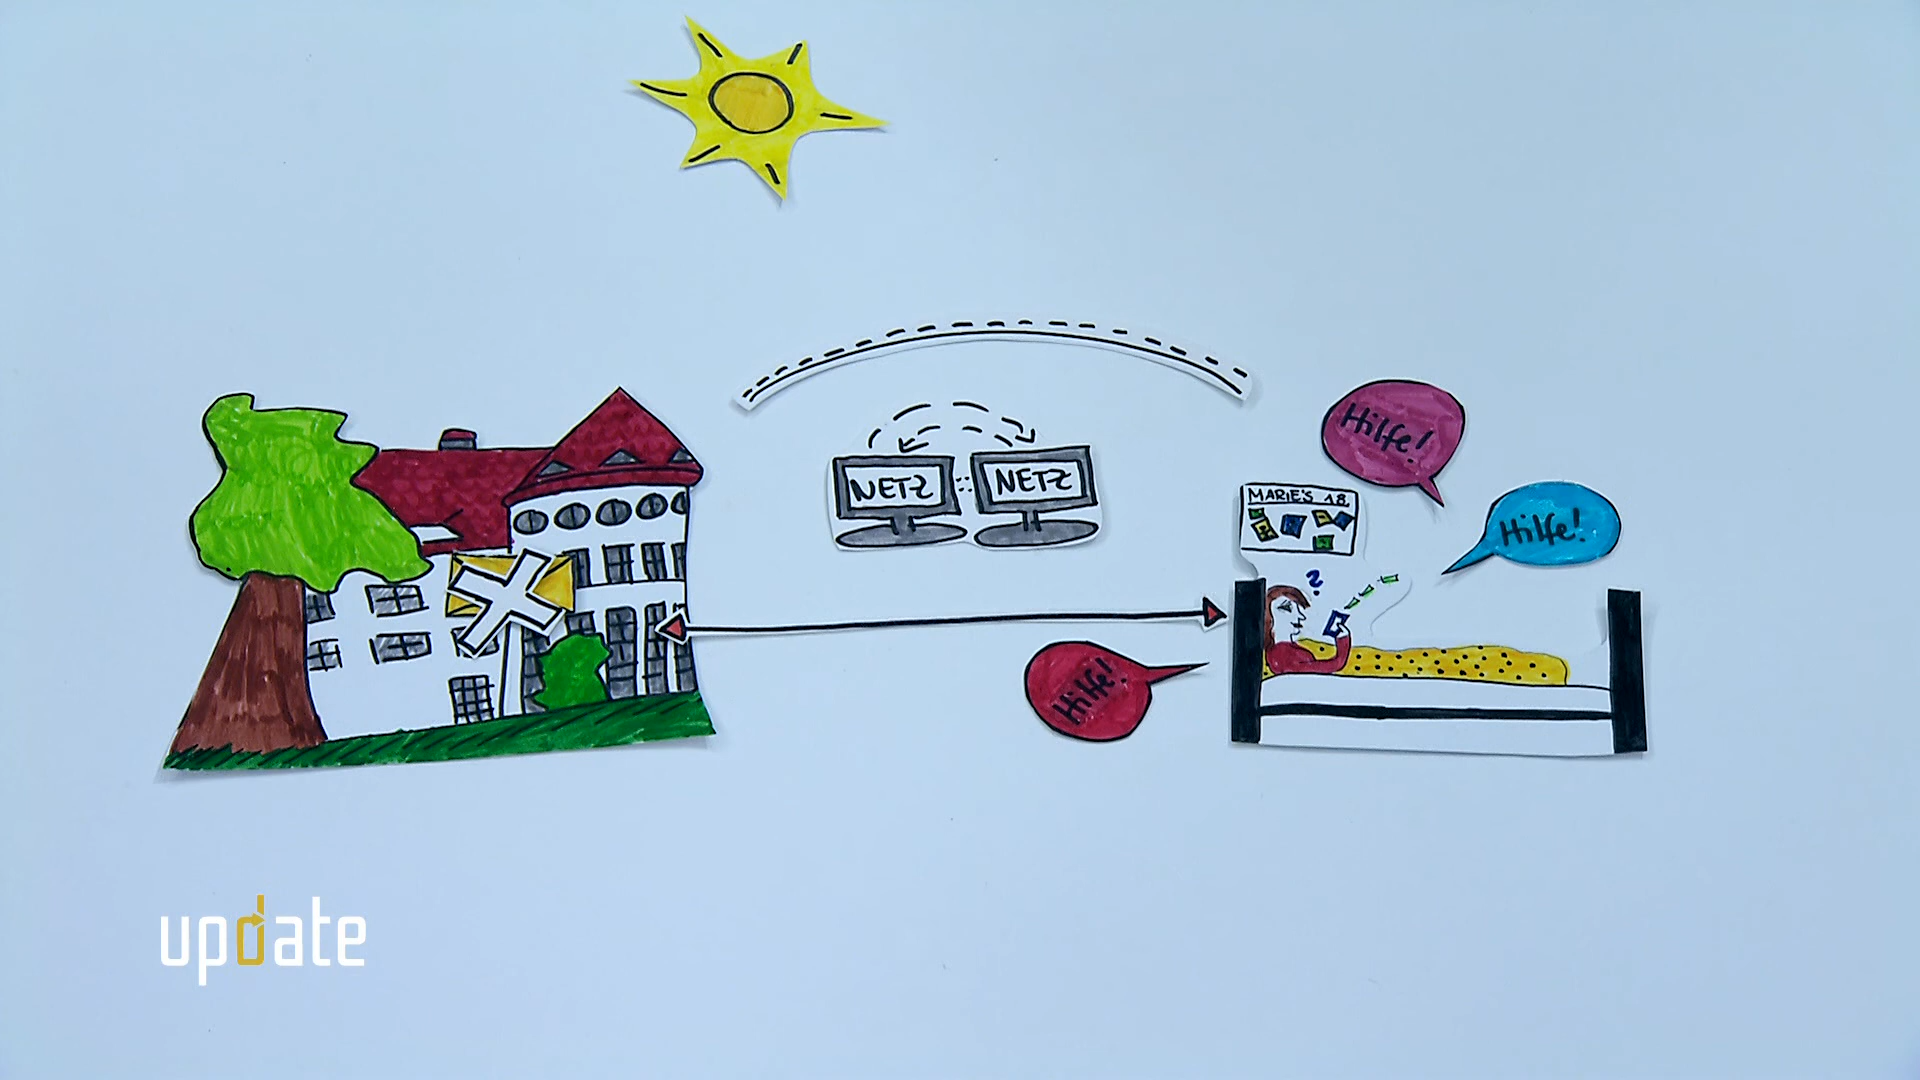 Hilfe!
NETZ
NETZ
MARIE'S 18.
Hilfe!
?
Hilfe!
update